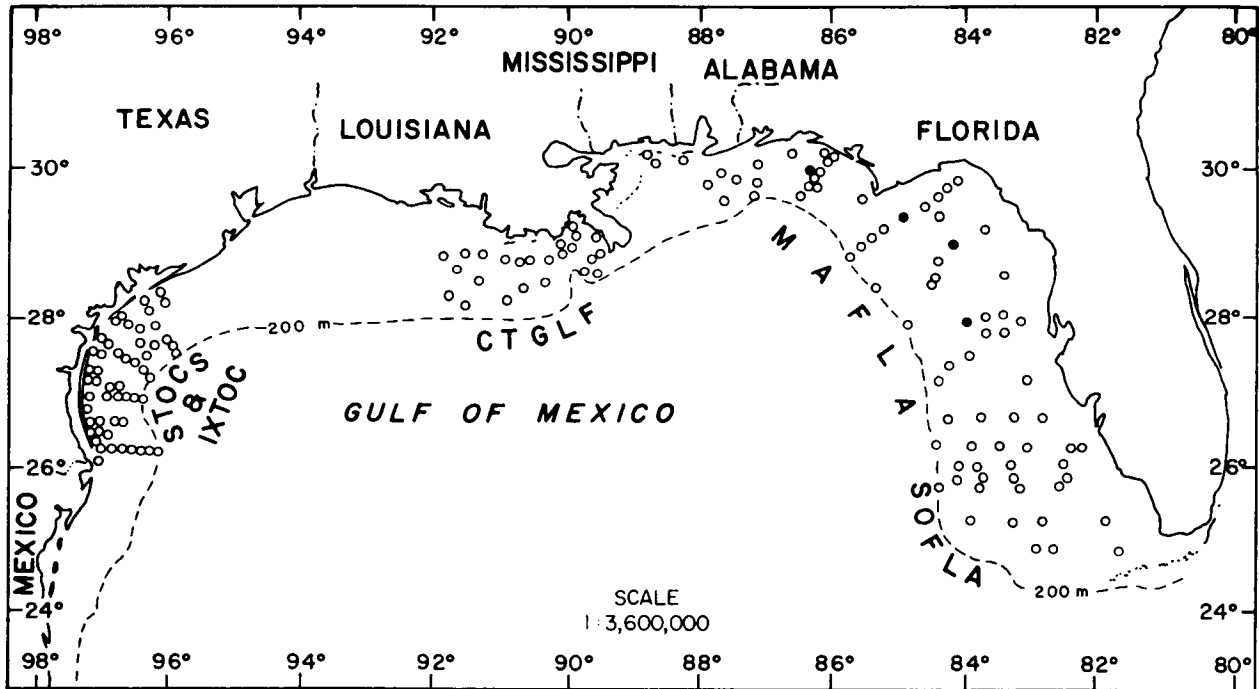 98° 96° 94° 92° 90° 88° 86° 84° 82° 80°
MISSISSIPPI ALABAMA
TEXAS LOUISIANA FLORIDA
30° 30°
MAFLA
28° 200 m CTGLF 28°
STOCS & IXTOC
GULF OF MEXICO
26° 26°
SOFLA
MEXICO
200 m
SCALE
24° 1:3,600,000 24°
98° 96° 94° 92° 90° 88° 86° 84° 82° 80°